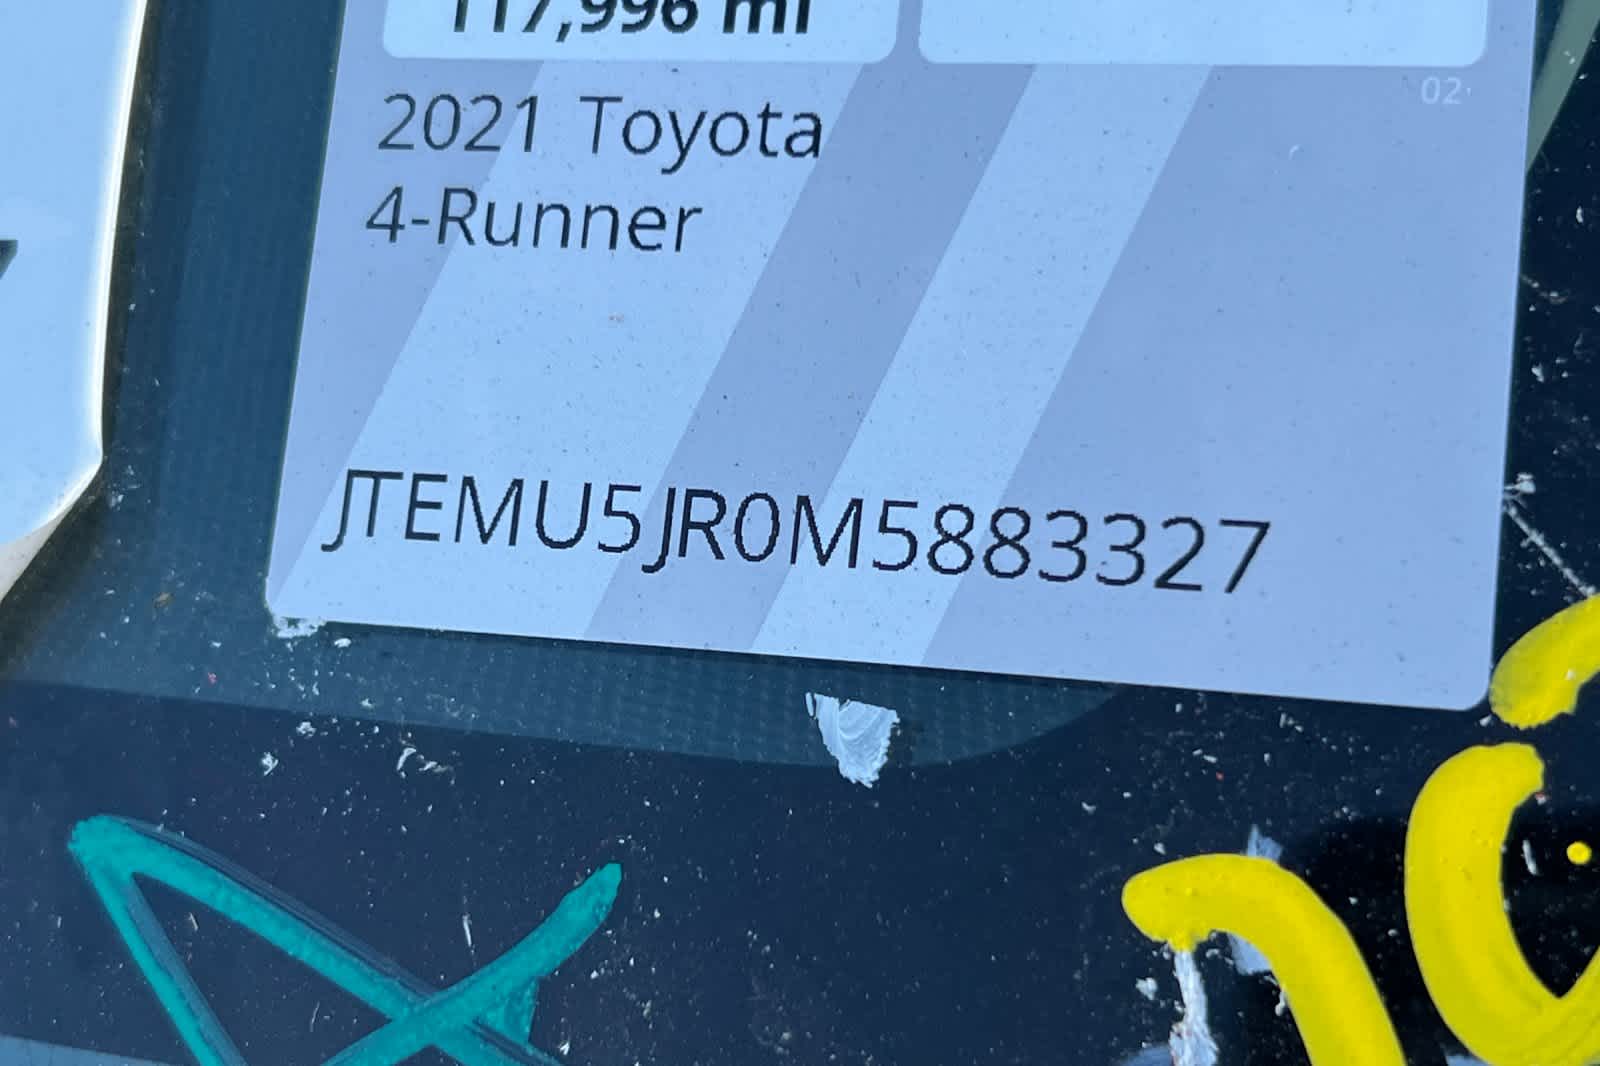 117,996 mi
02
2021 Toyota
4-Runner
JTEMU5JR0M5883327